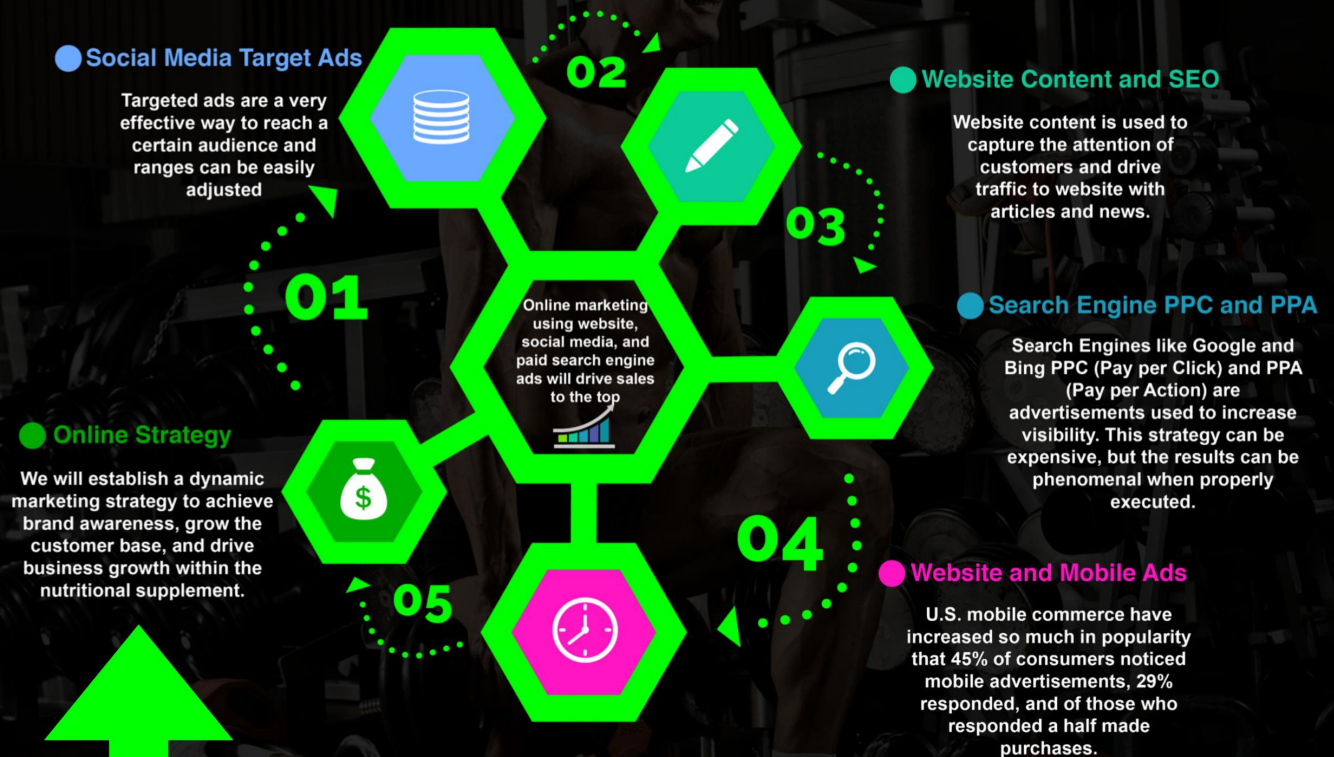 Social Media Target Ads
Targeted ads are a very
effective way to reach a
certain audience and
ranges can be easily
adjusted
01
Online Strategy
We will establish a dynamic
marketing strategy to achieve
brand awareness, grow the
customer base, and drive
business growth within the
nutritional supplement.
02
Online marketing
using website,
social media, and
paid search engine
ads will drive sales
to the top
$
05
Website Content and SEO
Website content is used to
capture the attention of
customers and drive
traffic to website with
articles and news.
03
Search Engine PPC and PPA
Search Engines like Google and
Bing PPC (Pay per Click) and PPA
(Pay per Action) are
advertisements used to increase
visibility. This strategy can be
expensive, but the results can be
phenomenal when properly
executed.
04
Website and Mobile Ads
U.S. mobile commerce have
increased so much in popularity
that 45% of consumers noticed
mobile advertisements, 29%
responded, and of those who
responded a half made
purchases.